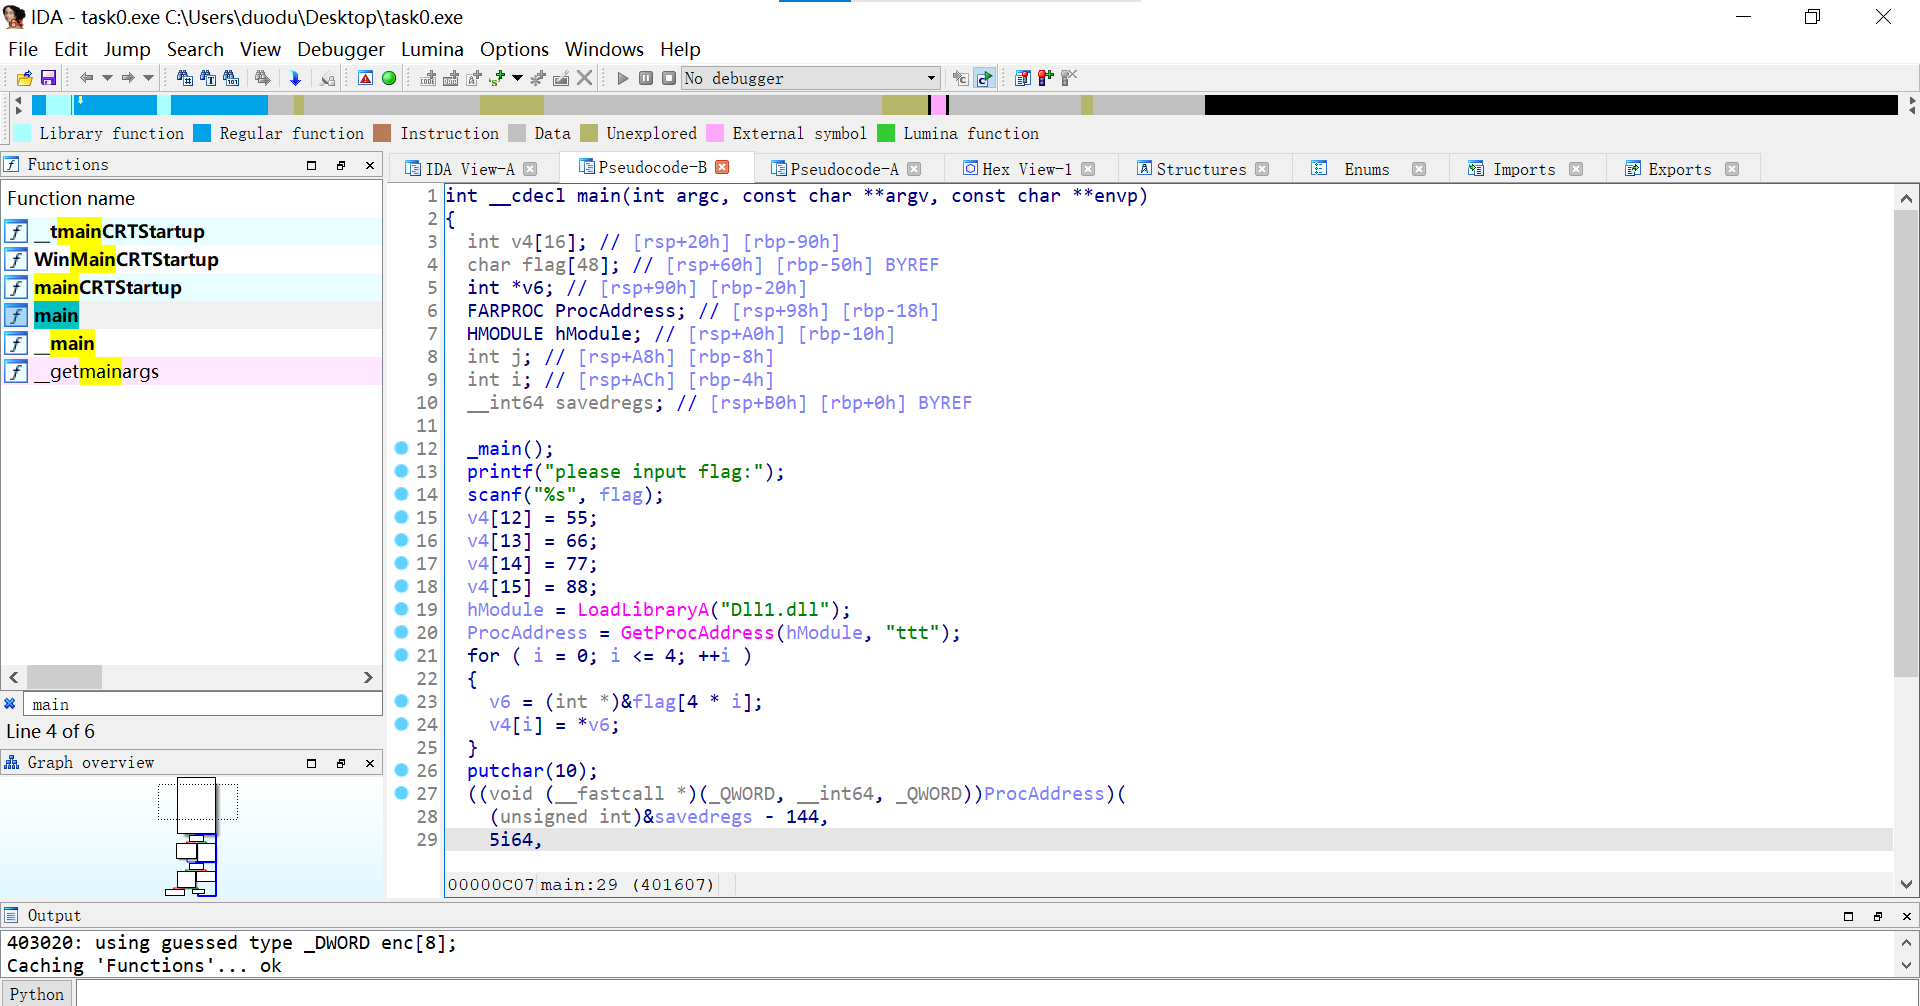 IDA - task0.exe C:\Users\duodu\Desktop\task0.exe
File Edit Jump Search View Debugger Lumina Options Windows Help
No debugger
Library function Regular function Instruction Data Unexplored External symbol Lumina function
Functions
Function name
__tmainCRTStartup
WinMainCRTStartup
mainCRTStartup
main
__main
__getmainargs
main
Line 4 of 6
Graph overview
IDA View-A Pseudocode-B Pseudocode-A Hex View-1 Structures Enums Imports Exports
1 int __cdecl main(int argc, const char **argv, const char **envp)
2 {
3 int v4[16]; // [rsp+20h] [rbp-90h]
4 char flag[48]; // [rsp+60h] [rbp-50h] BYREF
5 int *v6; // [rsp+90h] [rbp-20h]
6 FARPROC ProcAddress; // [rsp+98h] [rbp-18h]
7 HMODULE hModule; // [rsp+A0h] [rbp-10h]
8 int j; // [rsp+A8h] [rbp-8h]
9 int i; // [rsp+ACh] [rbp-4h]
10 __int64 savedregs; // [rsp+B0h] [rbp+0h] BYREF
11
12 _main();
13 printf("please input flag:");
14 scanf("%s", flag);
15 v4[12] = 55;
16 v4[13] = 66;
17 v4[14] = 77;
18 v4[15] = 88;
19 hModule = LoadLibraryA("Dll1.dll");
20 ProcAddress = GetProcAddress(hModule, "ttt");
21 for ( i = 0; i <= 4; ++i )
22 {
23 v6 = (int *)&flag[4 * i];
24 v4[i] = *v6;
25 }
26 putchar(10);
27 ((void (__fastcall *)(_QWORD, __int64, _QWORD))ProcAddress)(
28 (unsigned int)&savedregs - 144,
29 5i64,
00000C07 main:29 (401607)
Output
403020: using guessed type _DWORD enc[8];
Caching 'Functions'... ok
Python